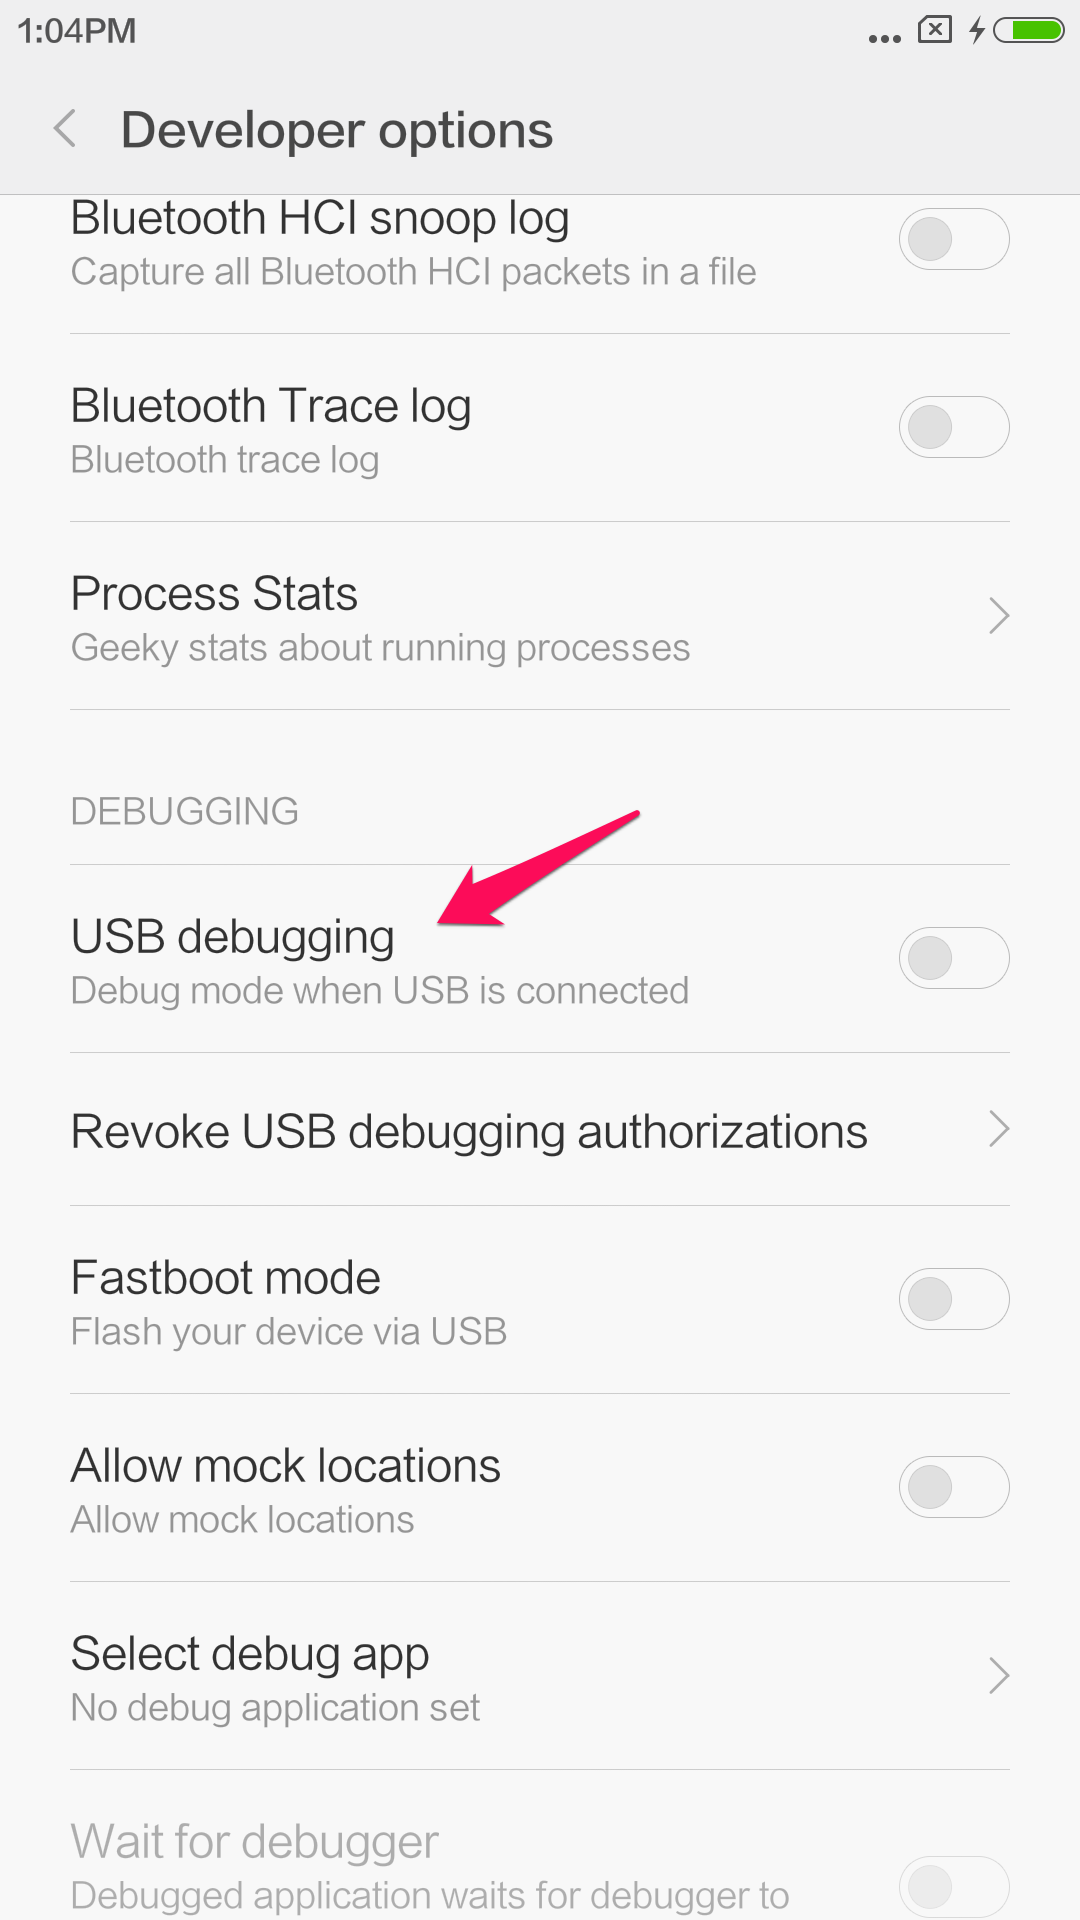 1:04PM
Developer options
Bluetooth HCI snoop log
Capture all Bluetooth HCI packets in a file
Bluetooth Trace log
Bluetooth trace log
Process Stats
Geeky stats about running processes
DEBUGGING
USB debugging
Debug mode when USB is connected
Revoke USB debugging authorizations
Fastboot mode
Flash your device via USB
Allow mock locations
Allow mock locations
Select debug app
No debug application set
Wait for debugger
Debugged application waits for debugger to